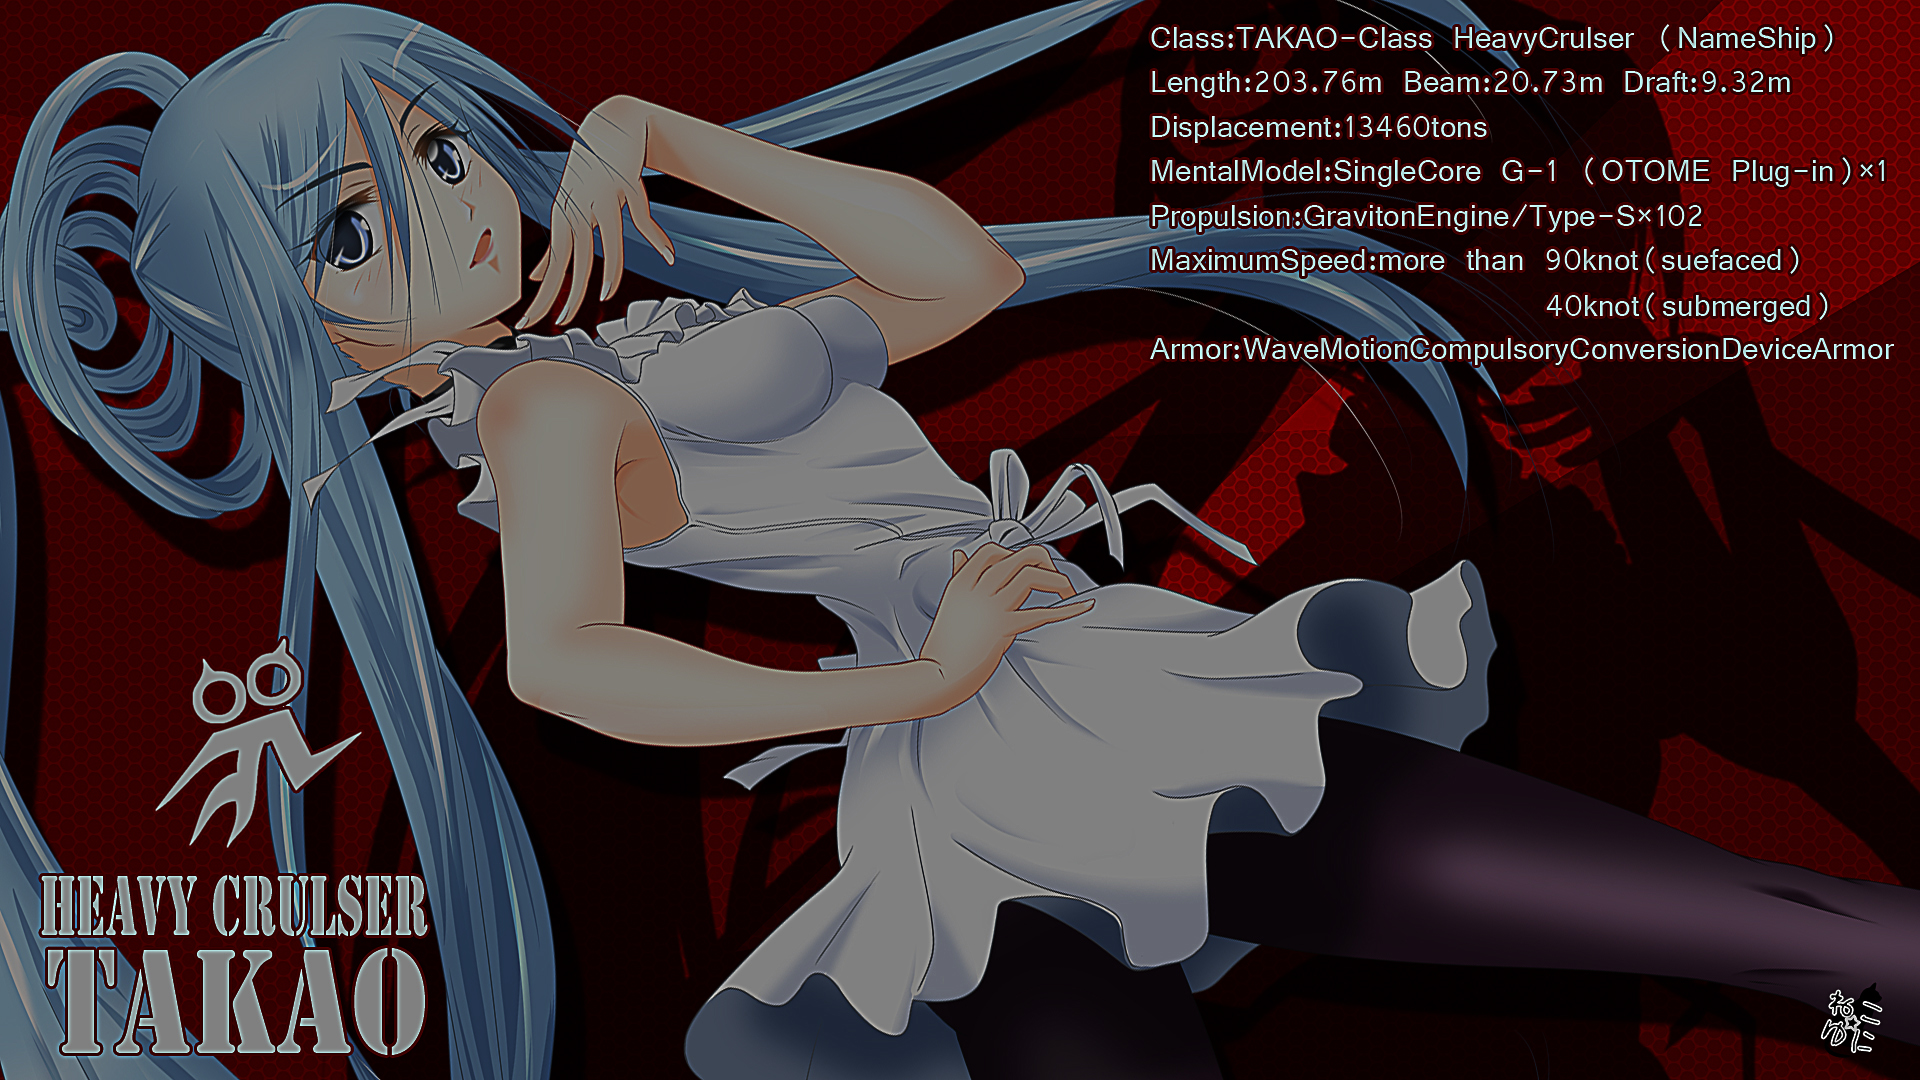 Class:TAKAO-Class HeavyCrulser (NameShip)
Length:203.76m Beam:20.73m Draft:9.32m
Displacement:13460tons
MentalModel:SingleCore G-1 (OTOME Plug-in)×1
Propulsion:GravitonEngine/Type-S×102
MaximumSpeed:more than 90knot(suefaced)
40knot(submerged)
Armor:WaveMotionCompulsoryConversionDeviceArmor
HEAVY CRULSER
TAKAO